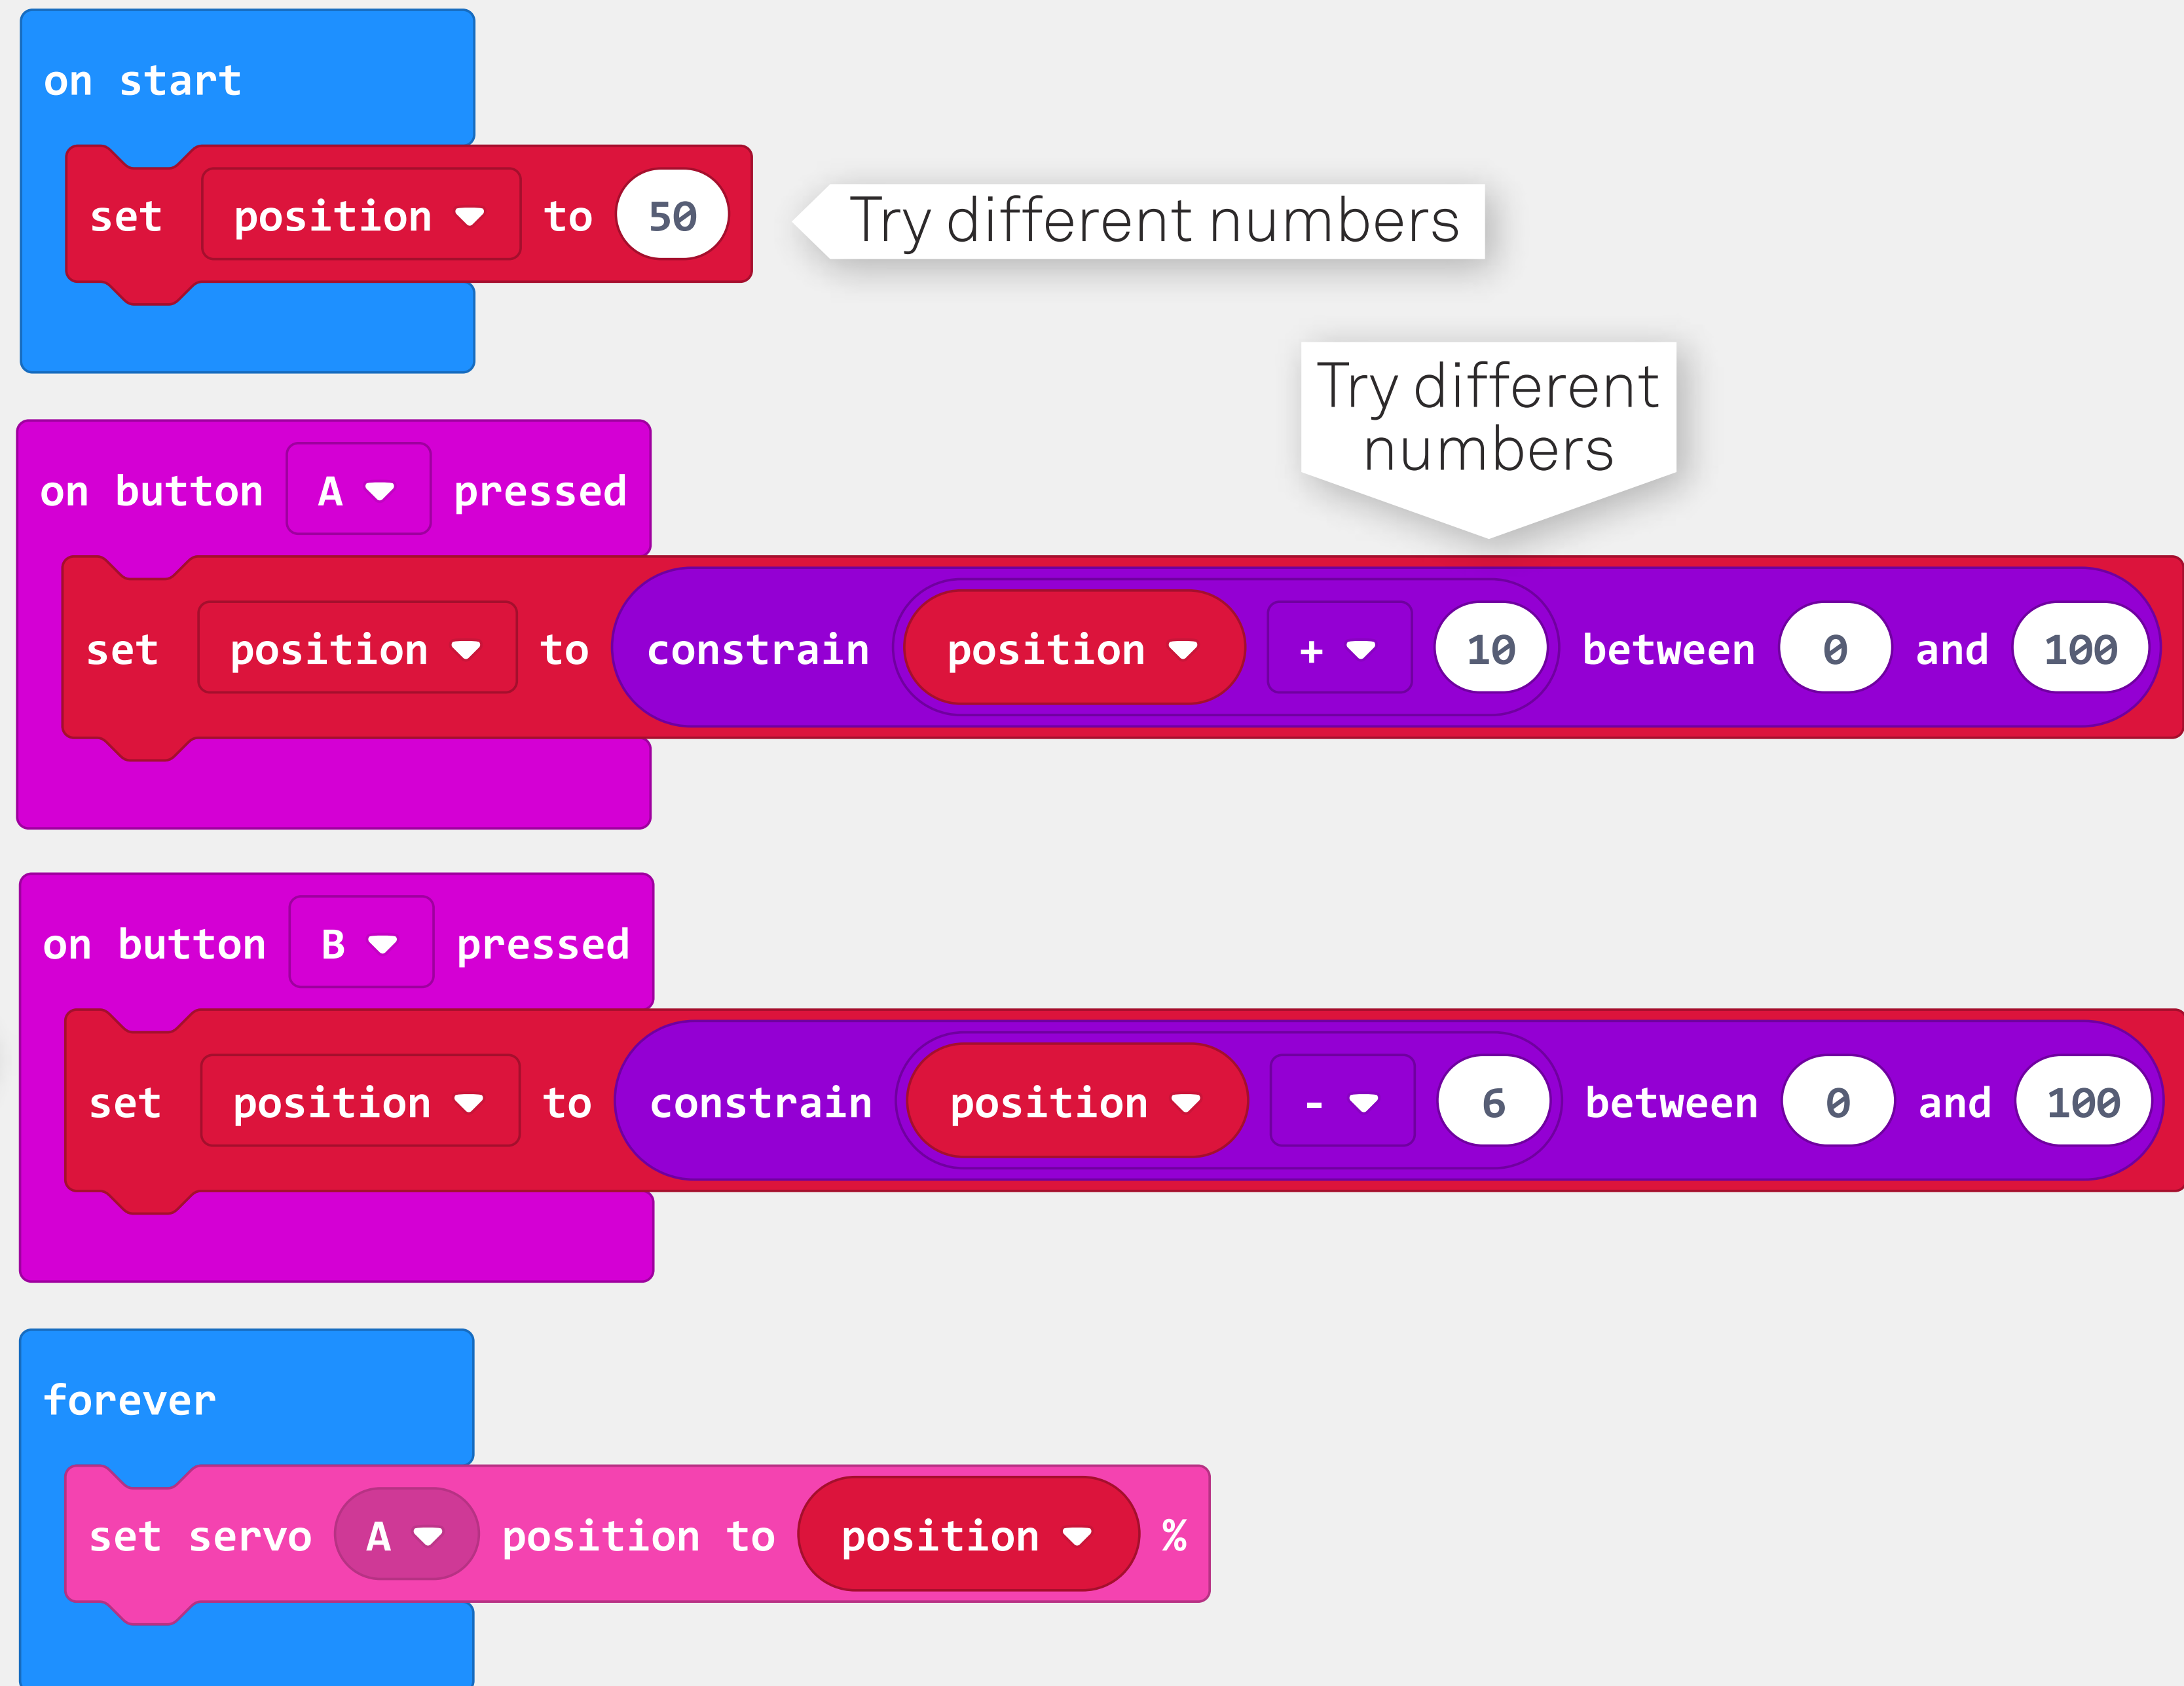 on start
set position to 50
Try different numbers
Try different
numbers
on button A pressed
set position to constrain position + 10 between 0 and 100
on button B pressed
set position to constrain position - 6 between 0 and 100
forever
set servo A position to position %